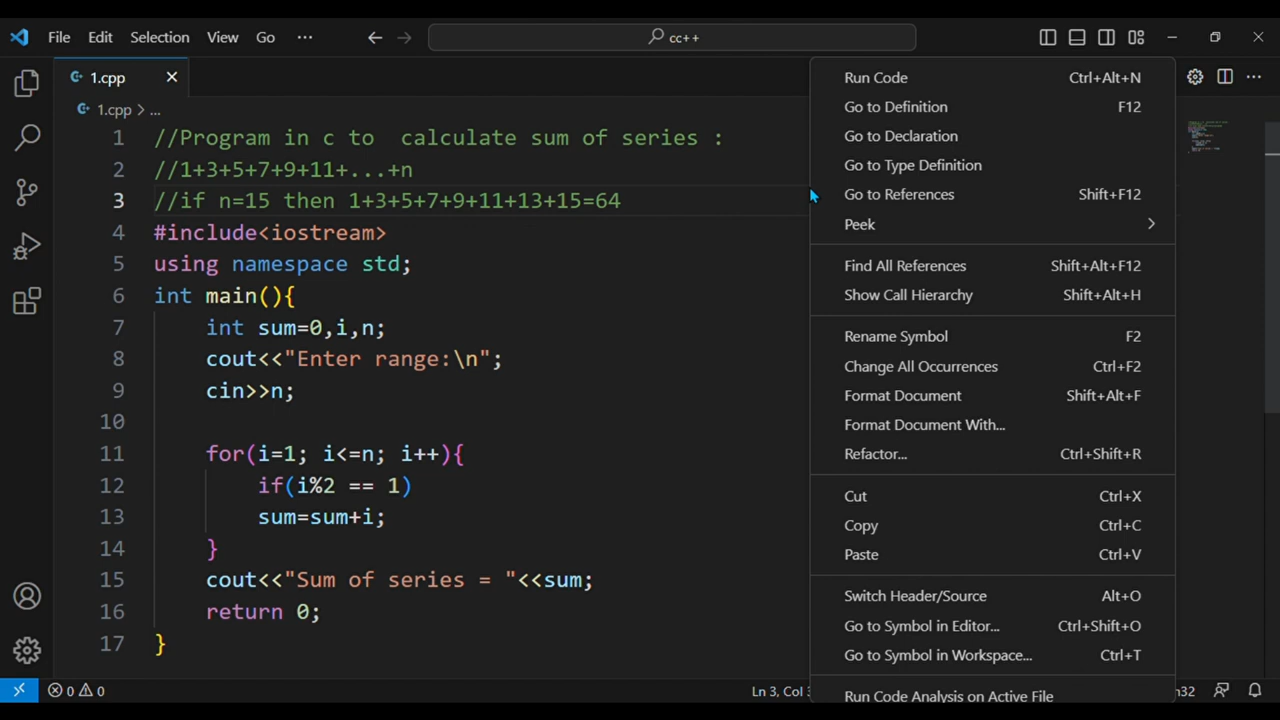 File Edit Selection View Go ··· cc++
1.cpp
1.cpp > ...
1 //Program in c to  calculate sum of series :
2 //1+3+5+7+9+11+...+n
3 //if n=15 then 1+3+5+7+9+11+13+15=64
4 #include<iostream>
5 using namespace std;
6 int main(){
7 int sum=0,i,n;
8 cout<<"Enter range:\n";
9 cin>>n;
10
11 for(i=1; i<=n; i++){
12 if(i%2 == 1)
13 sum=sum+i;
14 }
15 cout<<"Sum of series = "<<sum;
16 return 0;
17 }
Run Code Ctrl+Alt+N
Go to Definition F12
Go to Declaration
Go to Type Definition
Go to References Shift+F12
Peek >
Find All References Shift+Alt+F12
Show Call Hierarchy Shift+Alt+H
Rename Symbol F2
Change All Occurrences Ctrl+F2
Format Document Shift+Alt+F
Format Document With...
Refactor... Ctrl+Shift+R
Cut Ctrl+X
Copy Ctrl+C
Paste Ctrl+V
Switch Header/Source Alt+O
Go to Symbol in Editor... Ctrl+Shift+O
Go to Symbol in Workspace... Ctrl+T
Run Code Analysis on Active File
0 0 Ln 3, Col 3